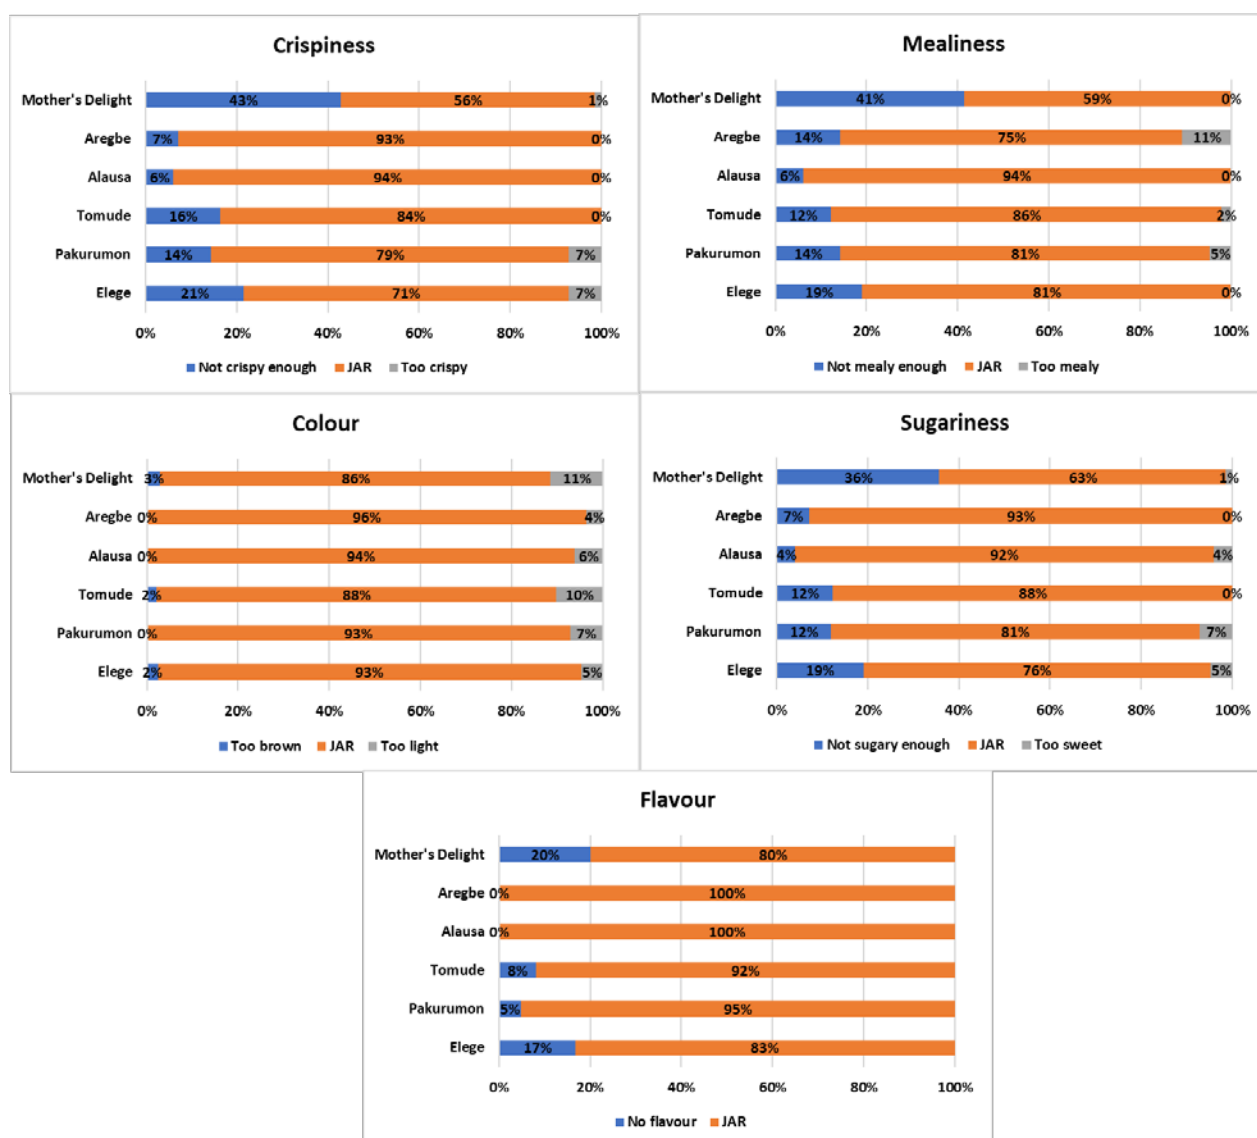 Crispiness
Mother's Delight 43% 56% 1%
Aregbe 7% 93% 0%
Alausa 6% 94% 0%
Tomude 16% 84% 0%
Pakurumon 14% 79% 7%
Elege 21% 71% 7%
0% 20% 40% 60% 80% 100%
Not crispy enough JAR Too crispy
Mealiness
Mother's Delight 41% 59% 0%
Aregbe 14% 75% 11%
Alausa 6% 94% 0%
Tomude 12% 86% 2%
Pakurumon 14% 81% 5%
Elege 19% 81% 0%
0% 20% 40% 60% 80% 100%
Not mealy enough JAR Too mealy
Colour
Mother's Delight 3% 86% 11%
Aregbe 0% 96% 4%
Alausa 0% 94% 6%
Tomude 2% 88% 10%
Pakurumon 0% 93% 7%
Elege 2% 93% 5%
0% 20% 40% 60% 80% 100%
Too brown JAR Too light
Sugariness
Mother's Delight 36% 63% 1%
Aregbe 7% 93% 0%
Alausa 4% 92% 4%
Tomude 12% 88% 0%
Pakurumon 12% 81% 7%
Elege 19% 76% 5%
0% 20% 40% 60% 80% 100%
Not sugary enough JAR Too sweet
Flavour
Mother's Delight 20% 80%
Aregbe 0% 100%
Alausa 0% 100%
Tomude 8% 92%
Pakurumon 5% 95%
Elege 17% 83%
0% 20% 40% 60% 80% 100%
No flavour JAR